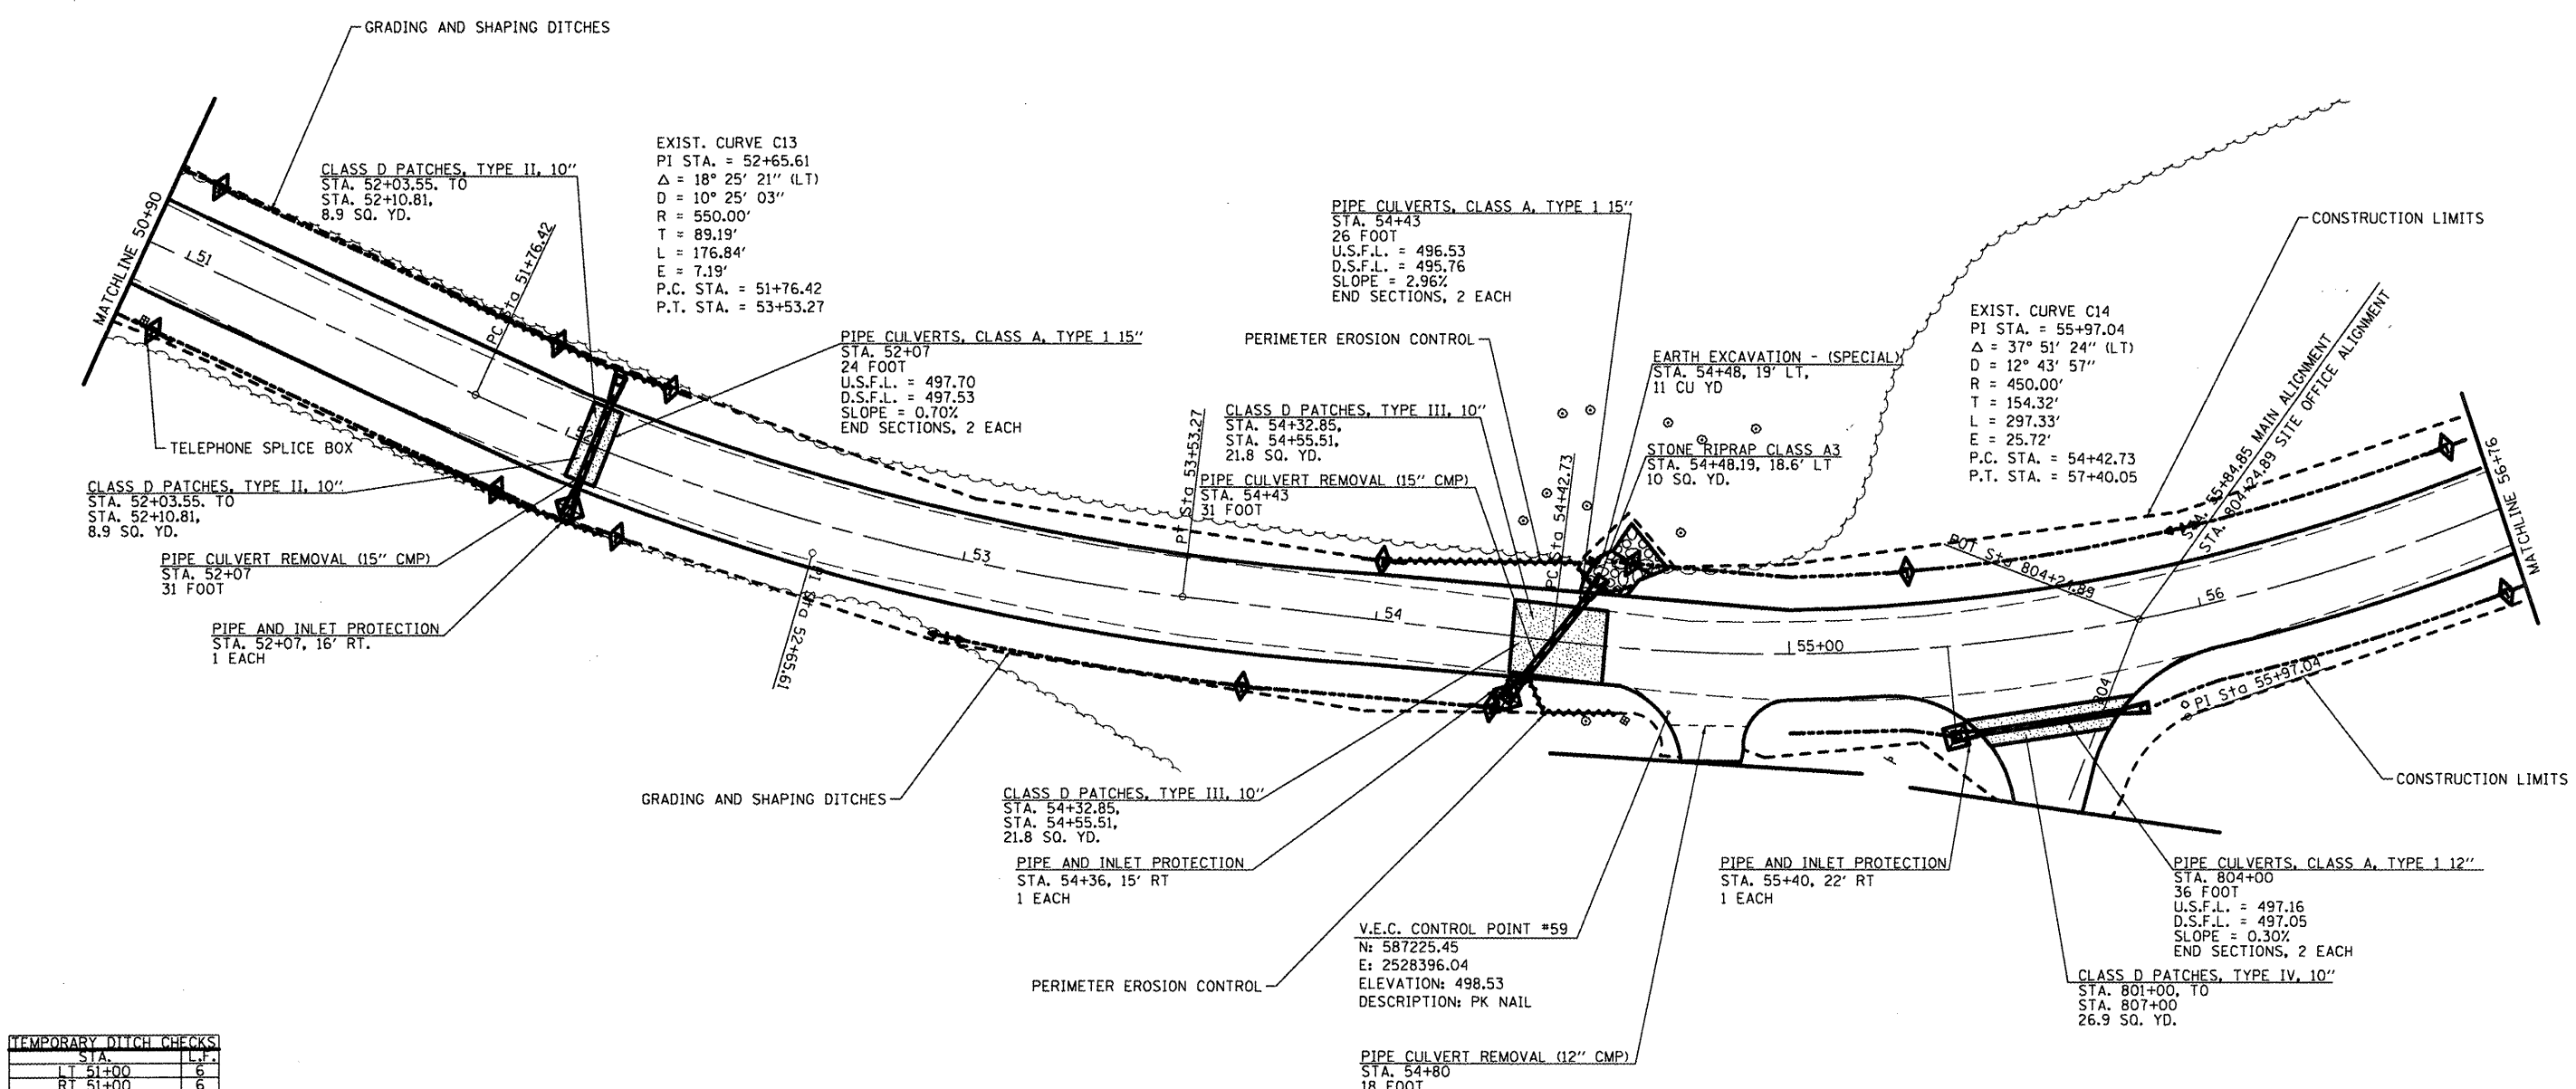 GRADING AND SHAPING DITCHES
MATCHLINE 50+90
CLASS D PATCHES, TYPE II, 10"
STA. 52+03.55. TO
STA. 52+10.81,
8.9 SQ. YD.
EXIST. CURVE C13
PI STA. = 52+65.61
Δ = 18° 25' 21" (LT)
D = 10° 25' 03"
R = 550.00'
T = 89.19'
L = 176.84'
E = 7.19'
P.C. STA. = 51+76.42
P.T. STA. = 53+53.27
51
PC Sta 51+76.42
PIPE CULVERTS, CLASS A, TYPE 1 15"
STA. 52+07
24 FOOT
U.S.F.L. = 497.70
D.S.F.L. = 497.53
SLOPE = 0.70%
END SECTIONS, 2 EACH
PIPE CULVERTS, CLASS A, TYPE 1 15"
STA. 54+43
26 FOOT
U.S.F.L. = 496.53
D.S.F.L. = 495.76
SLOPE = 2.96%
END SECTIONS, 2 EACH
PERIMETER EROSION CONTROL
EARTH EXCAVATION - (SPECIAL)
STA. 54+48, 19' LT,
11 CU YD
CLASS D PATCHES, TYPE III, 10"
STA. 54+32.85,
STA. 54+55.51,
21.8 SQ. YD.
STONE RIPRAP CLASS A3
STA. 54+48.19, 18.6' LT
10 SQ. YD.
PIPE CULVERT REMOVAL (15" CMP)
STA. 54+43
31 FOOT
CONSTRUCTION LIMITS
EXIST. CURVE C14
PI STA. = 55+97.04
Δ = 37° 51' 24" (LT)
D = 12° 43' 57"
R = 450.00'
T = 154.32'
L = 297.33'
E = 25.72'
P.C. STA. = 54+42.73
P.T. STA. = 57+40.05
STA. 55+84.85 MAIN ALIGNMENT
STA. 804+24.89 SITE OFFICE ALIGNMENT
MATCHLINE 56+76
TELEPHONE SPLICE BOX
CLASS D PATCHES, TYPE II, 10"
STA. 52+03.55. TO
STA. 52+10.81,
8.9 SQ. YD.
PIPE CULVERT REMOVAL (15" CMP)
STA. 52+07
31 FOOT
PIPE AND INLET PROTECTION
STA. 52+07, 16' RT.
1 EACH
PI Sta 52+65.61
53
PT Sta 53+53.27
54
PC Sta 54+42.73
55+00
POT Sta 804+24.89
56
804
PI Sta 55+97.04
CONSTRUCTION LIMITS
GRADING AND SHAPING DITCHES
CLASS D PATCHES, TYPE III, 10"
STA. 54+32.85,
STA. 54+55.51,
21.8 SQ. YD.
PIPE AND INLET PROTECTION
STA. 54+36, 15' RT
1 EACH
PERIMETER EROSION CONTROL
V.E.C. CONTROL POINT #59
N: 587225.45
E: 2528396.04
ELEVATION: 498.53
DESCRIPTION: PK NAIL
PIPE CULVERT REMOVAL (12" CMP)
STA. 54+80
18 FOOT
PIPE AND INLET PROTECTION
STA. 55+40, 22' RT
1 EACH
PIPE CULVERTS, CLASS A, TYPE 1 12"
STA. 804+00
36 FOOT
U.S.F.L. = 497.16
D.S.F.L. = 497.05
SLOPE = 0.30%
END SECTIONS, 2 EACH
CLASS D PATCHES, TYPE IV, 10"
STA. 801+00, TO
STA. 807+00
26.9 SQ. YD.
TEMPORARY DITCH CHECKS
STA. L.F.
LT 51+00 6
RT 51+00 6